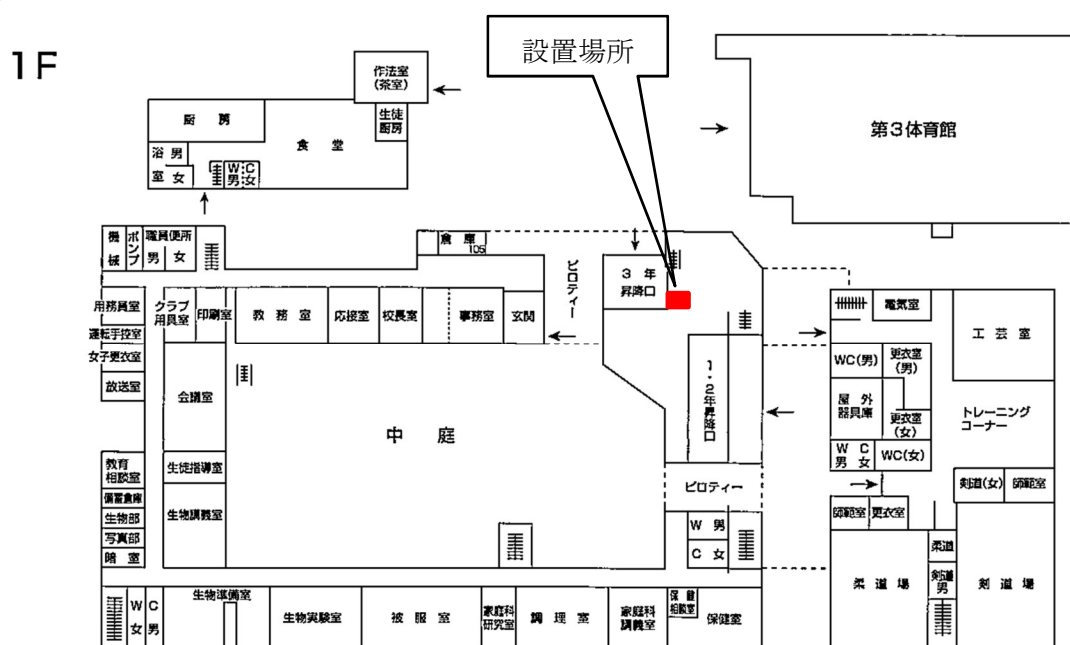 1F
設置場所
作法室
(茶室)
生徒
厨房
厨房
食堂
浴 男
室 女
W C
男 女
第3体育館
機械
ポンプ
職員便所
男 女
倉庫
105
ピロティー
3年
昇降口
用務員室
運転手控室
女子更衣室
放送室
クラブ
用具室
印刷室
教務室
応接室
校長室
事務室
玄関
会議室
中庭
1・2年昇降口
電気室
工芸室
WC(男)
更衣室
(男)
屋外
器具庫
更衣室
(女)
トレーニング
コーナー
W C
男 女
WC(女)
教育
相談室
備蓄倉庫
生物部
写真部
暗室
生徒指導室
生物講義室
ピロティー
剣道(女)
師範室
師範室
更衣室
W 男
C 女
柔道場
柔道
剣道
男
剣道場
W C
女 男
生物準備室
生物実験室
被服室
家庭科
研究室
調理室
家庭科
講義室
保健
相談室
保健室